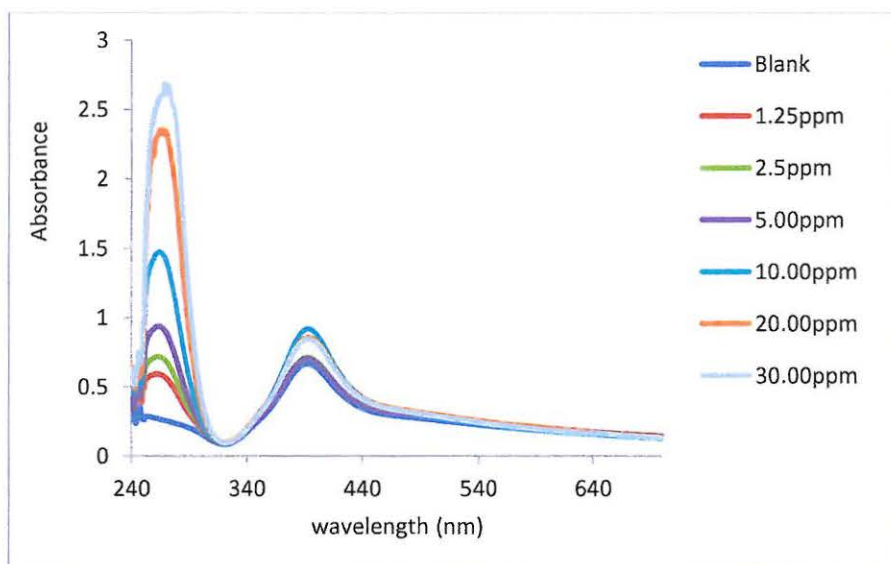 3
2.5
2
1.5
1
0.5
0
Absorbance
240
340
440
540
640
wavelength (nm)
Blank
1.25ppm
2.5ppm
5.00ppm
10.00ppm
20.00ppm
30.00ppm